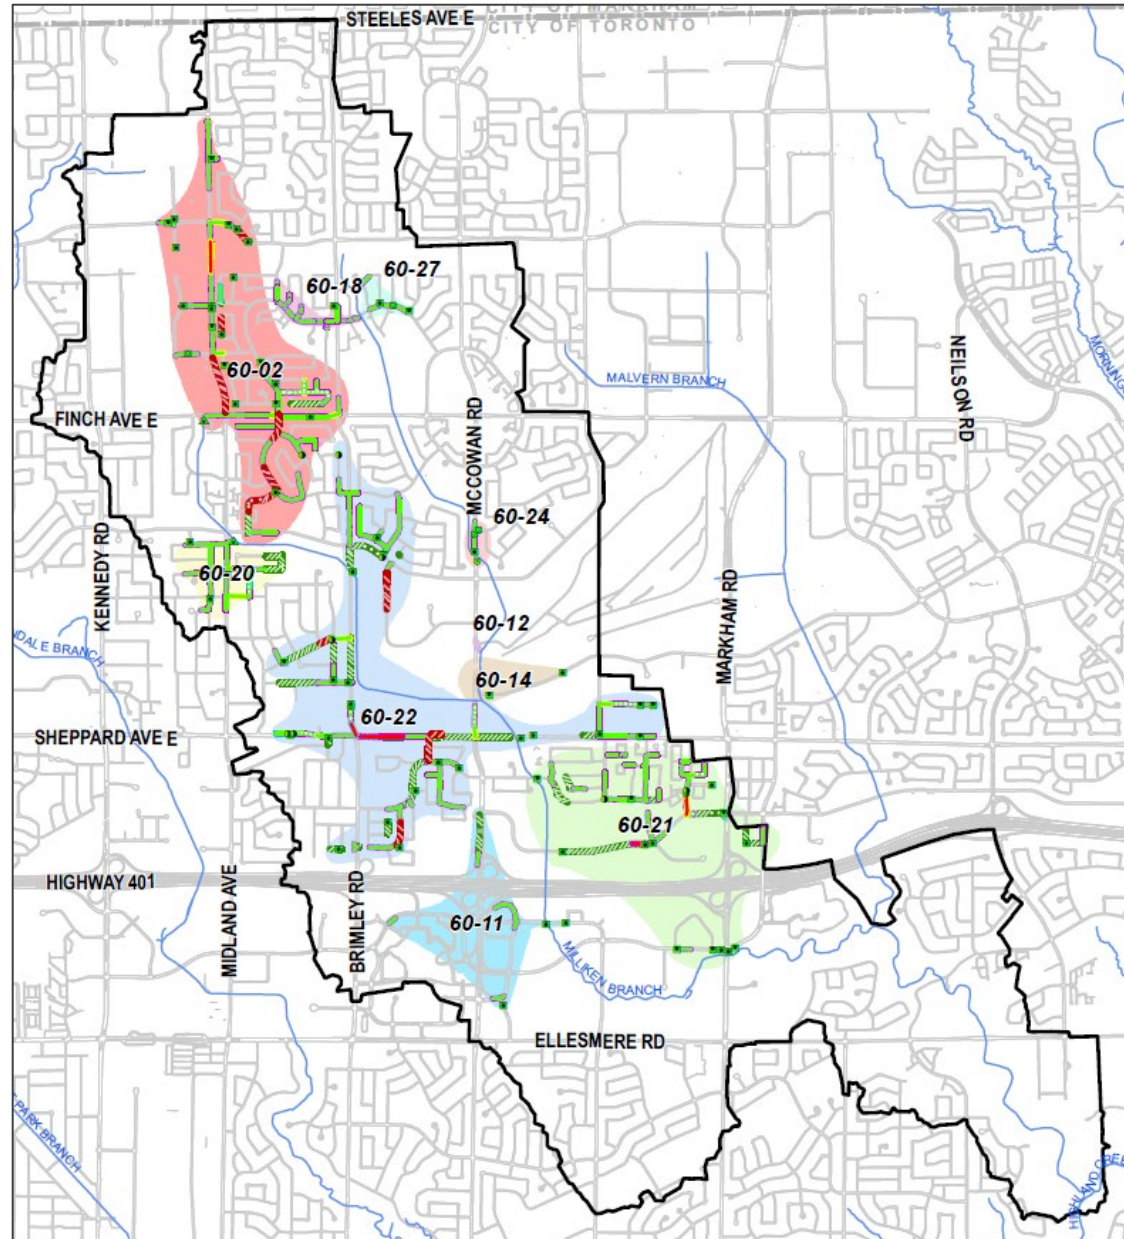 CITY OF MARKHAM
STEELES AVE E
CITY OF TORONTO
60-27
60-18
NEILSON RD
60-02
MALVERN BRANCH
FINCH AVE E
MCCOWAN RD
60-24
KENNEDY RD
60-20
MARKHAM RD
60-12
BRANCH
60-14
60-22
SHEPPARD AVE E
60-21
HIGHWAY 401
MIDLAND AVE
BRIMLEY RD
60-11
MILLIKEN BRANCH
ELLESMERE RD
PARK BRANCH